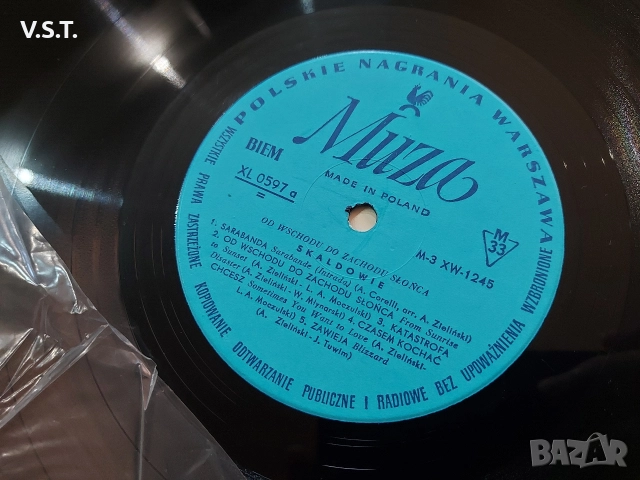 V.S.T.
POLSKIE NAGRANIA WARSZAWA
Muza
MADE IN POLAND
BIEM
XL 0597 a
M 33
M-3 XW-1245
OD WSCHODU DO ZACHODU SŁOŃCA
SKALDOWIE
1. SARABANDA Sarabande (Intrada) (A. Corelli, arr. A. Zieliński)
2. OD WSCHODU DO ZACHODU SŁOŃCA From Sunrise
to Sunset (A. Zieliński - L. A. Moczulski) 3. KATASTROFA
Disaster (A. Zieliński - W. Młynarski) 4. CZASEM KOCHAĆ
CHCESZ Sometimes You Want to Love (A. Zieliński-
L. A. Moczulski) 5. ZAWIEJA Blizzard
(A. Zieliński - J. Tuwim)
WSZYSTKIE PRAWA ZASTRZEŻONE KOPIOWANIE ODTWARZANIE PUBLICZNE I RADIOWE BEZ UPOWAŻNIENIA WZBRONIONE
BAZAR